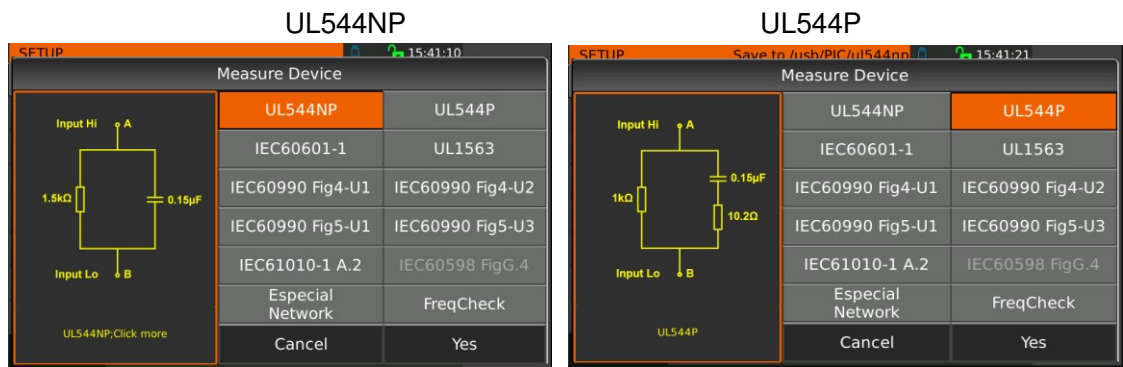 UL544NP
SETUP 15:41:10
Measure Device
Input Hi A
1.5kΩ 0.15μF
Input Lo B
UL544NP;Click more
UL544NP UL544P
IEC60601-1 UL1563
IEC60990 Fig4-U1 IEC60990 Fig4-U2
IEC60990 Fig5-U1 IEC60990 Fig5-U3
IEC61010-1 A.2 IEC60598 FigG.4
Especial
Network FreqCheck
Cancel Yes
UL544P
SETUP Save to /usb/PIC/ul544np 15:41:21
Measure Device
Input Hi A
0.15μF
1kΩ
10.2Ω
Input Lo B
UL544P
UL544NP UL544P
IEC60601-1 UL1563
IEC60990 Fig4-U1 IEC60990 Fig4-U2
IEC60990 Fig5-U1 IEC60990 Fig5-U3
IEC61010-1 A.2 IEC60598 FigG.4
Especial
Network FreqCheck
Cancel Yes